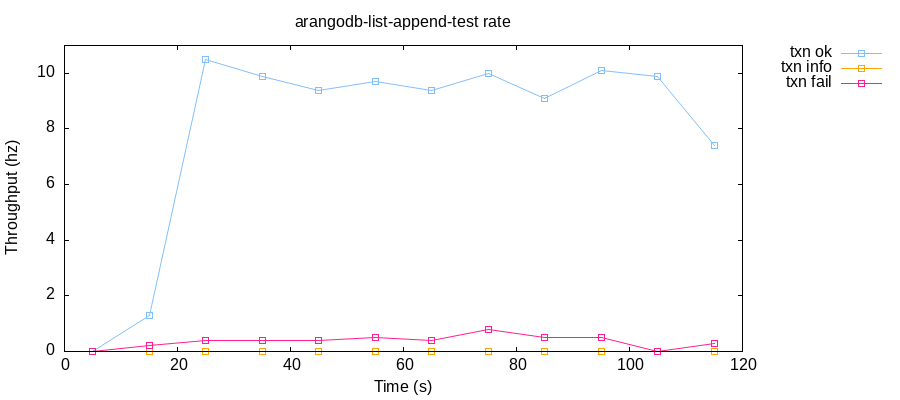 arangodb-list-append-test rate
txn ok
txn info
txn fail
Throughput (hz)
10
8
6
4
2
0
0 20 40 60 80 100 120
Time (s)